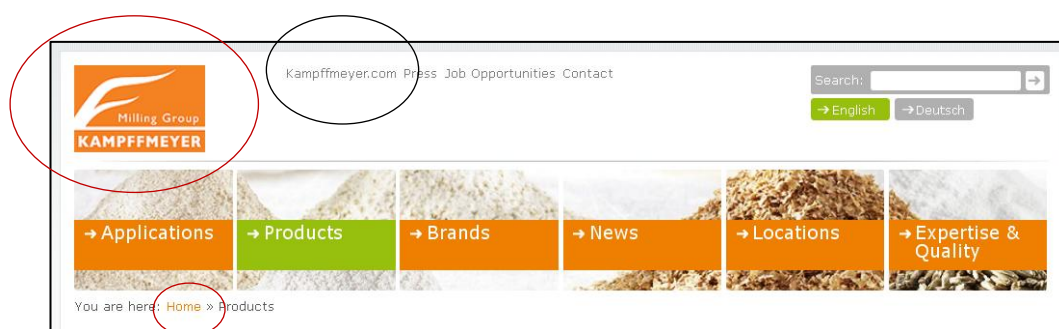 Kampffmeyer.com Press Job Opportunities Contact
Search:
Milling Group
→ English → Deutsch
KAMPFFMEYER
→ Applications → Products → Brands → News → Locations → Expertise &
Quality
You are here: Home » Products